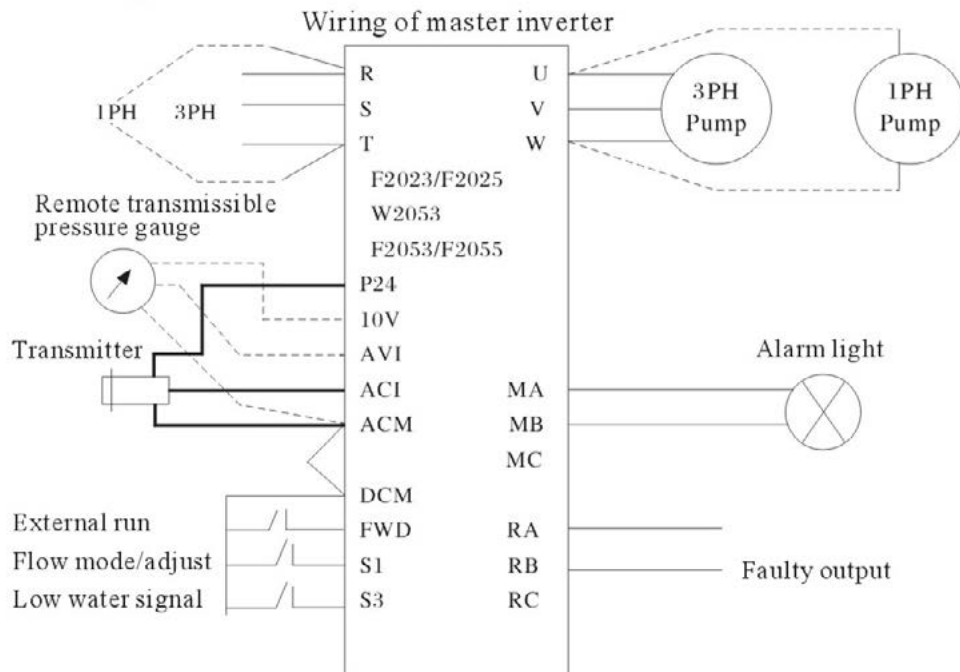 Wiring of master inverter
R
S
T
1PH
3PH
U
V
W
3PH
Pump
1PH
Pump
F2023/F2025
W2053
F2053/F2055
Remote transmissible
pressure gauge
P24
10V
AVI
Transmitter
ACI
ACM
MA
MB
MC
Alarm light
DCM
External run
FWD
Flow mode/adjust
S1
Low water signal
S3
RA
RB
RC
Faulty output